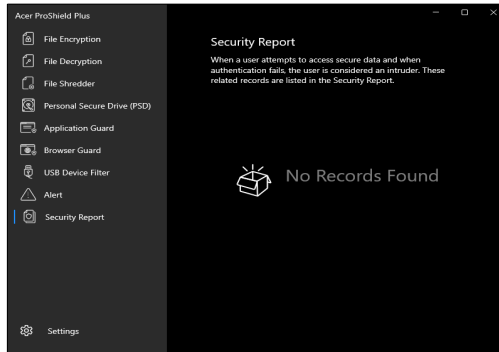 Acer ProShield Plus
File Encryption
File Decryption
File Shredder
Personal Secure Drive (PSD)
Application Guard
Browser Guard
USB Device Filter
Alert
Security Report
Settings
Security Report
When a user attempts to access secure data and when
authentication fails, the user is considered an intruder. These
related records are listed in the Security Report.
No Records Found